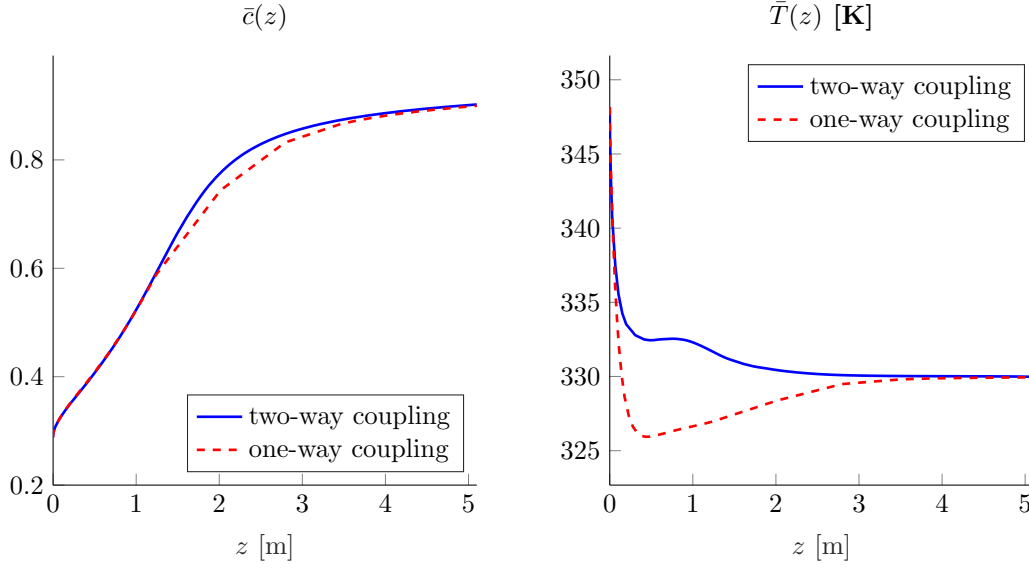 c̄(z)
0.8
0.6
0.4
0.2
0 1 2 3 4 5
z [m]
two-way coupling
one-way coupling
T̄(z) [K]
350
345
340
335
330
325
0 1 2 3 4 5
z [m]
two-way coupling
one-way coupling